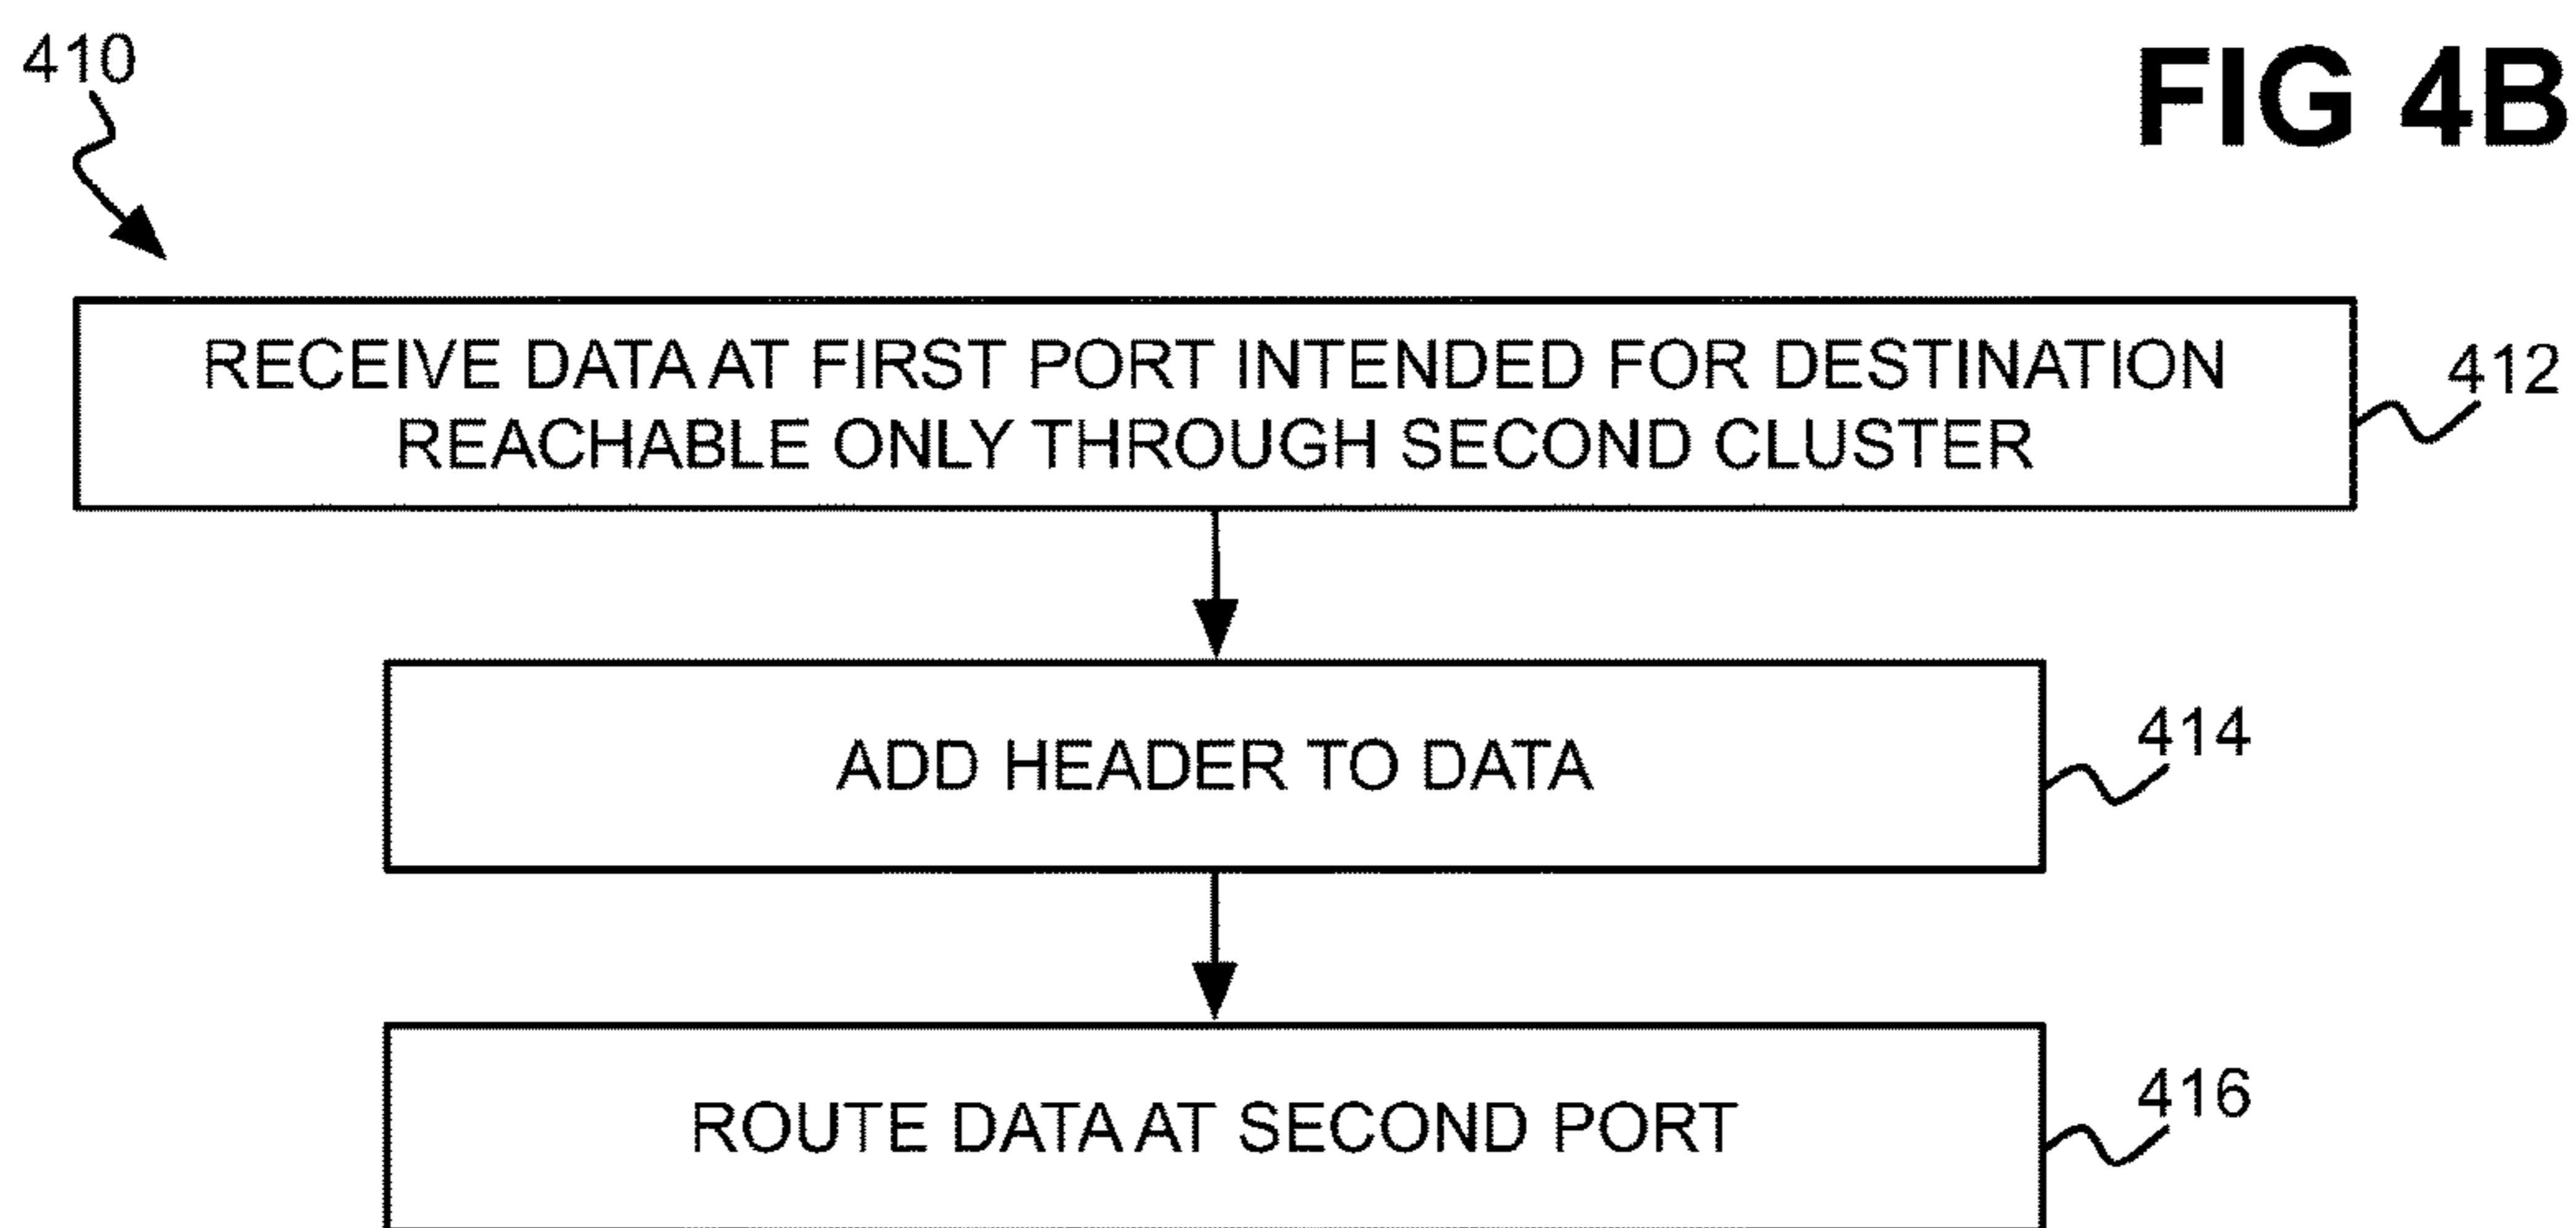 410
FIG 4B
RECEIVE DATA AT FIRST PORT INTENDED FOR DESTINATION
REACHABLE ONLY THROUGH SECOND CLUSTER
412
ADD HEADER TO DATA
414
ROUTE DATA AT SECOND PORT
416